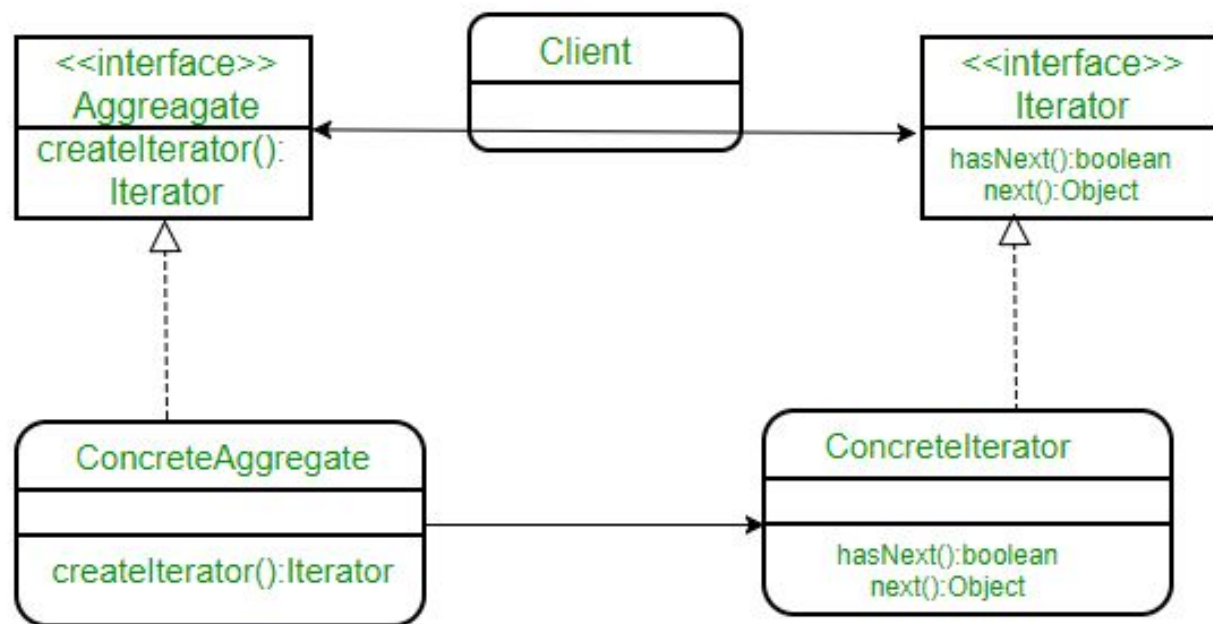 <<interface>>
Aggreagate
createIterator():
Iterator
Client
<<interface>>
Iterator
hasNext():boolean
next():Object
ConcreteAggregate
createIterator():Iterator
ConcreteIterator
hasNext():boolean
next():Object